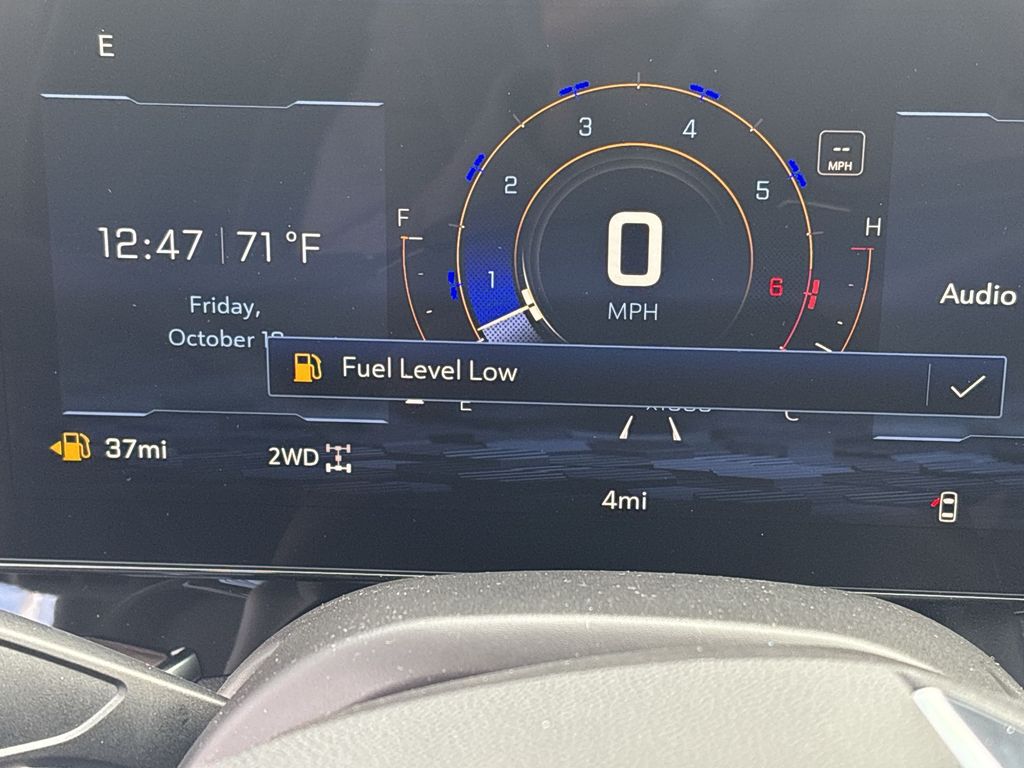 E
12:47 71 °F
Friday,
October
F
1
2
3
4
5
6
0
MPH
--
MPH
H
Audio
Fuel Level Low
E
C
37mi
2WD
4mi